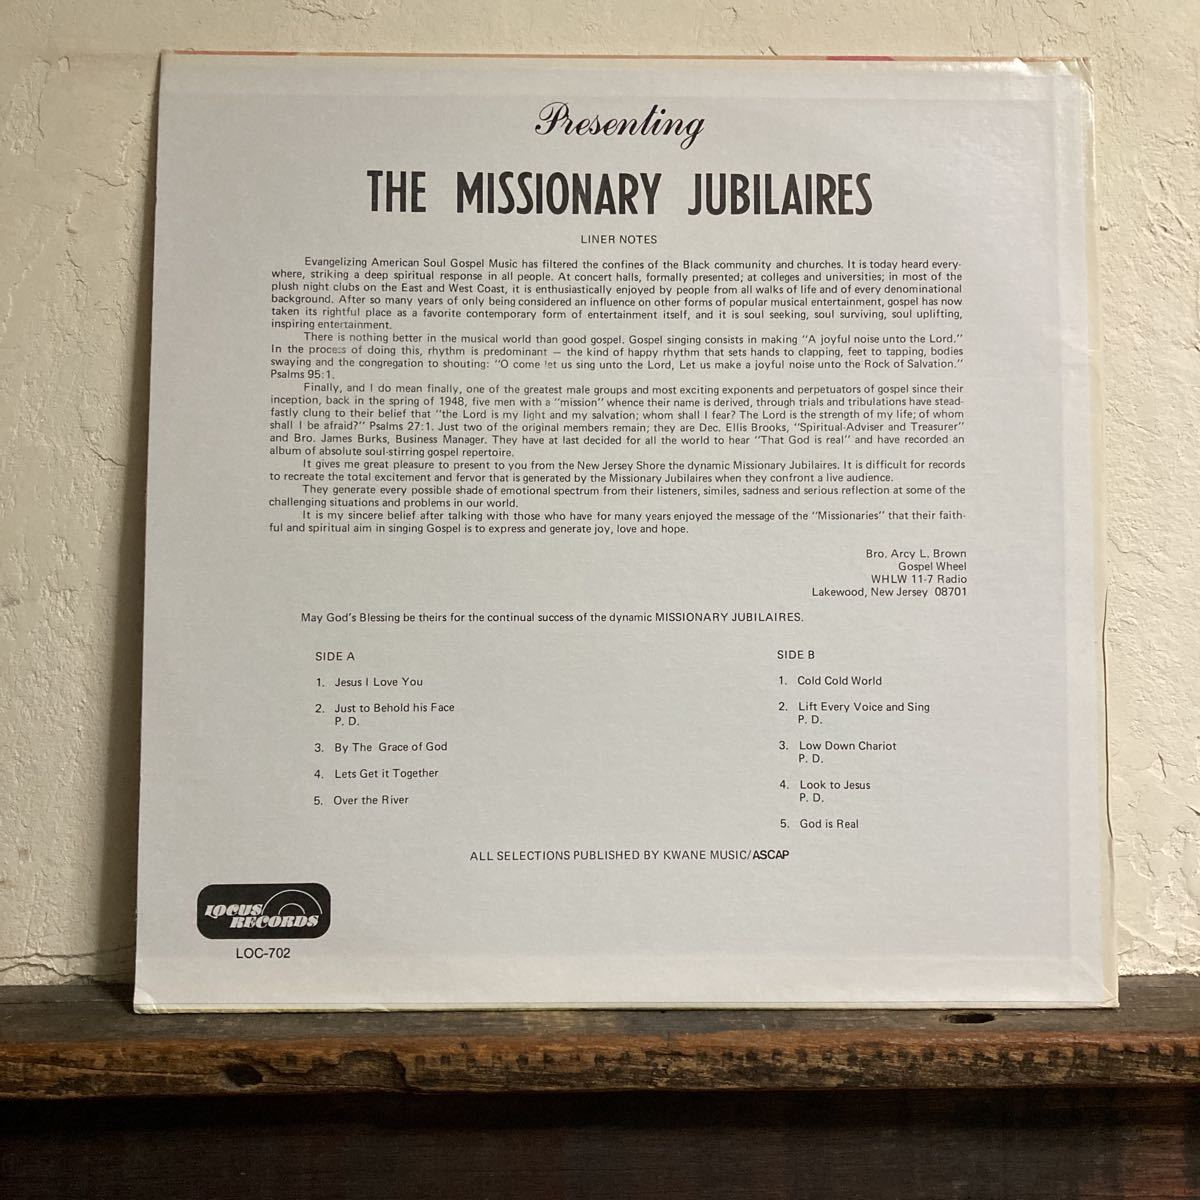 Presenting
THE MISSIONARY JUBILAIRES
LINER NOTES
Evangelizing American Soul Gospel Music has filtered the confines of the Black community and churches. It is today heard every-
where, striking a deep spiritual response in all people. At concert halls, formally presented; at colleges and universities; in most of the
plush night clubs on the East and West Coast, it is enthusiastically enjoyed by people from all walks of life and of every denominational
background. After so many years of only being considered an influence on other forms of popular musical entertainment, gospel has now
taken its rightful place as a favorite contemporary form of entertainment itself, and it is soul seeking, soul surviving, soul uplifting,
inspiring entertainment.
There is nothing better in the musical world than good gospel. Gospel singing consists in making "A joyful noise unto the Lord."
In the process of doing this, rhythm is predominant — the kind of happy rhythm that sets hands to clapping, feet to tapping, bodies
swaying and the congregation to shouting: "O come let us sing unto the Lord, Let us make a joyful noise unto the Rock of Salvation."
Psalms 95:1.
Finally, and I do mean finally, one of the greatest male groups and most exciting exponents and perpetuators of gospel since their
inception, back in the spring of 1948, five men with a "mission" whence their name is derived, through trials and tribulations have stead-
fastly clung to their belief that "the Lord is my light and my salvation; whom shall I fear? The Lord is the strength of my life; of whom
shall I be afraid?" Psalms 27:1. Just two of the original members remain; they are Dec. Ellis Brooks, "Spiritual-Adviser and Treasurer"
and Bro. James Burks, Business Manager. They have at last decided for all the world to hear "That God is real" and have recorded an
album of absolute soul-stirring gospel repertoire.
It gives me great pleasure to present to you from the New Jersey Shore the dynamic Missionary Jubilaires. It is difficult for records
to recreate the total excitement and fervor that is generated by the Missionary Jubilaires when they confront a live audience.
They generate every possible shade of emotional spectrum from their listeners, similes, sadness and serious reflection at some of the
challenging situations and problems in our world.
It is my sincere belief after talking with those who have for many years enjoyed the message of the "Missionaries" that their faith-
ful and spiritual aim in singing Gospel is to express and generate joy, love and hope.
Bro. Arcy L. Brown
Gospel Wheel
WHLW 11-7 Radio
Lakewood, New Jersey 08701
May God's Blessing be theirs for the continual success of the dynamic MISSIONARY JUBILAIRES.
SIDE A
1. Jesus I Love You
2. Just to Behold his Face
P. D.
3. By The Grace of God
4. Lets Get it Together
5. Over the River
SIDE B
1. Cold Cold World
2. Lift Every Voice and Sing
P. D.
3. Low Down Chariot
P. D.
4. Look to Jesus
P. D.
5. God is Real
ALL SELECTIONS PUBLISHED BY KWANE MUSIC/ASCAP
LOCUS
RECORDS
LOC-702